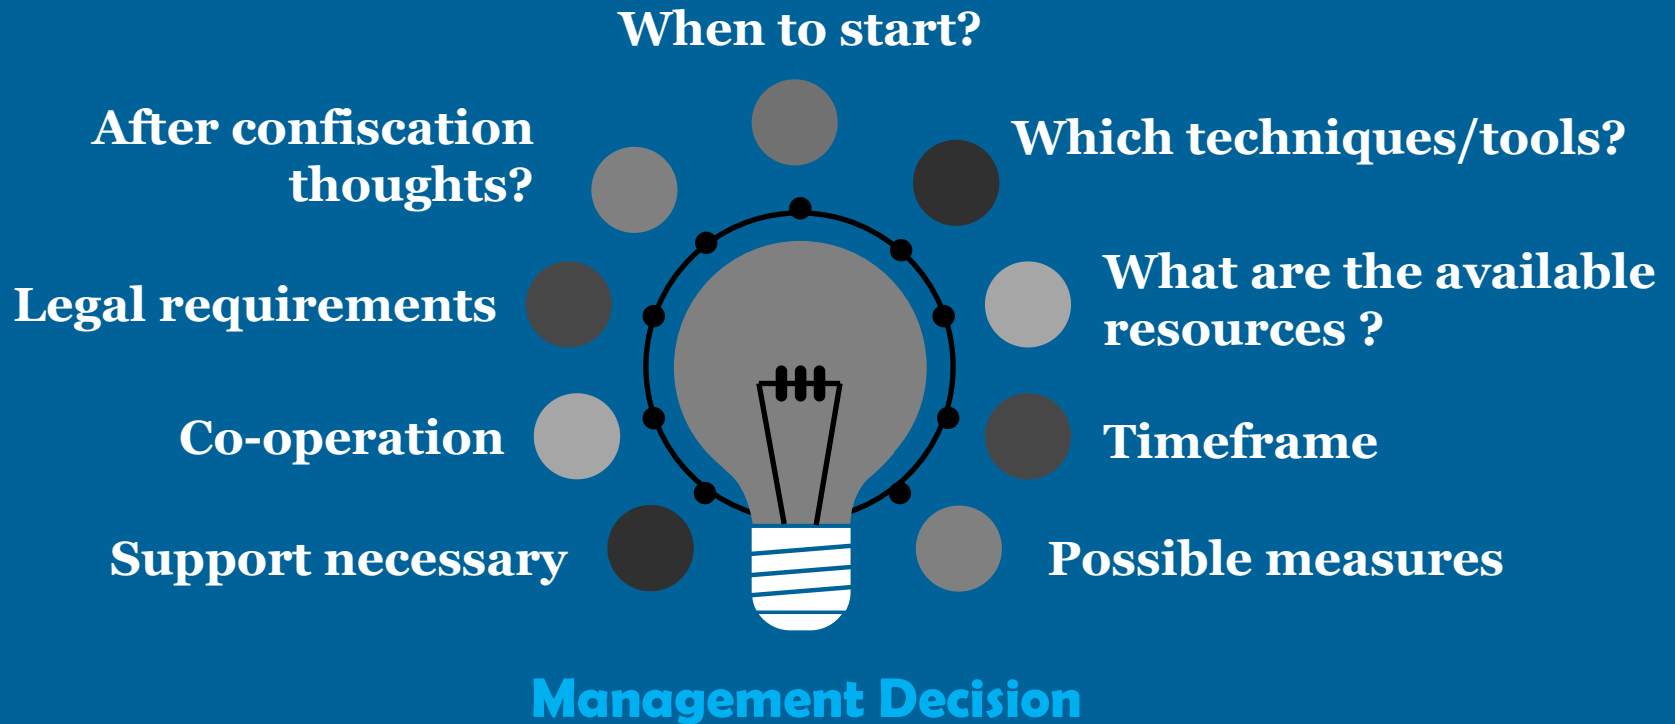 When to start?
After confiscation
thoughts?
Which techniques/tools?
Legal requirements
What are the available
resources ?
Co-operation
Timeframe
Support necessary
Possible measures
Management Decision